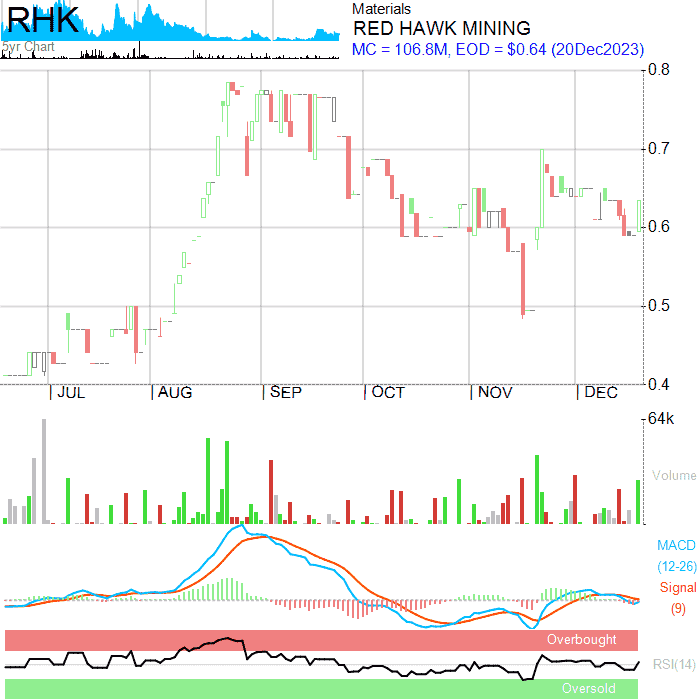 RHK
5yr Chart
Materials
RED HAWK MINING
MC = 106.8M, EOD = $0.64 (20Dec2023)
0.8
0.7
0.6
0.5
0.4
JUL AUG SEP OCT NOV DEC
64k
Volume
MACD
(12-26)
Signal
(9)
Overbought
RSI(14)
Oversold